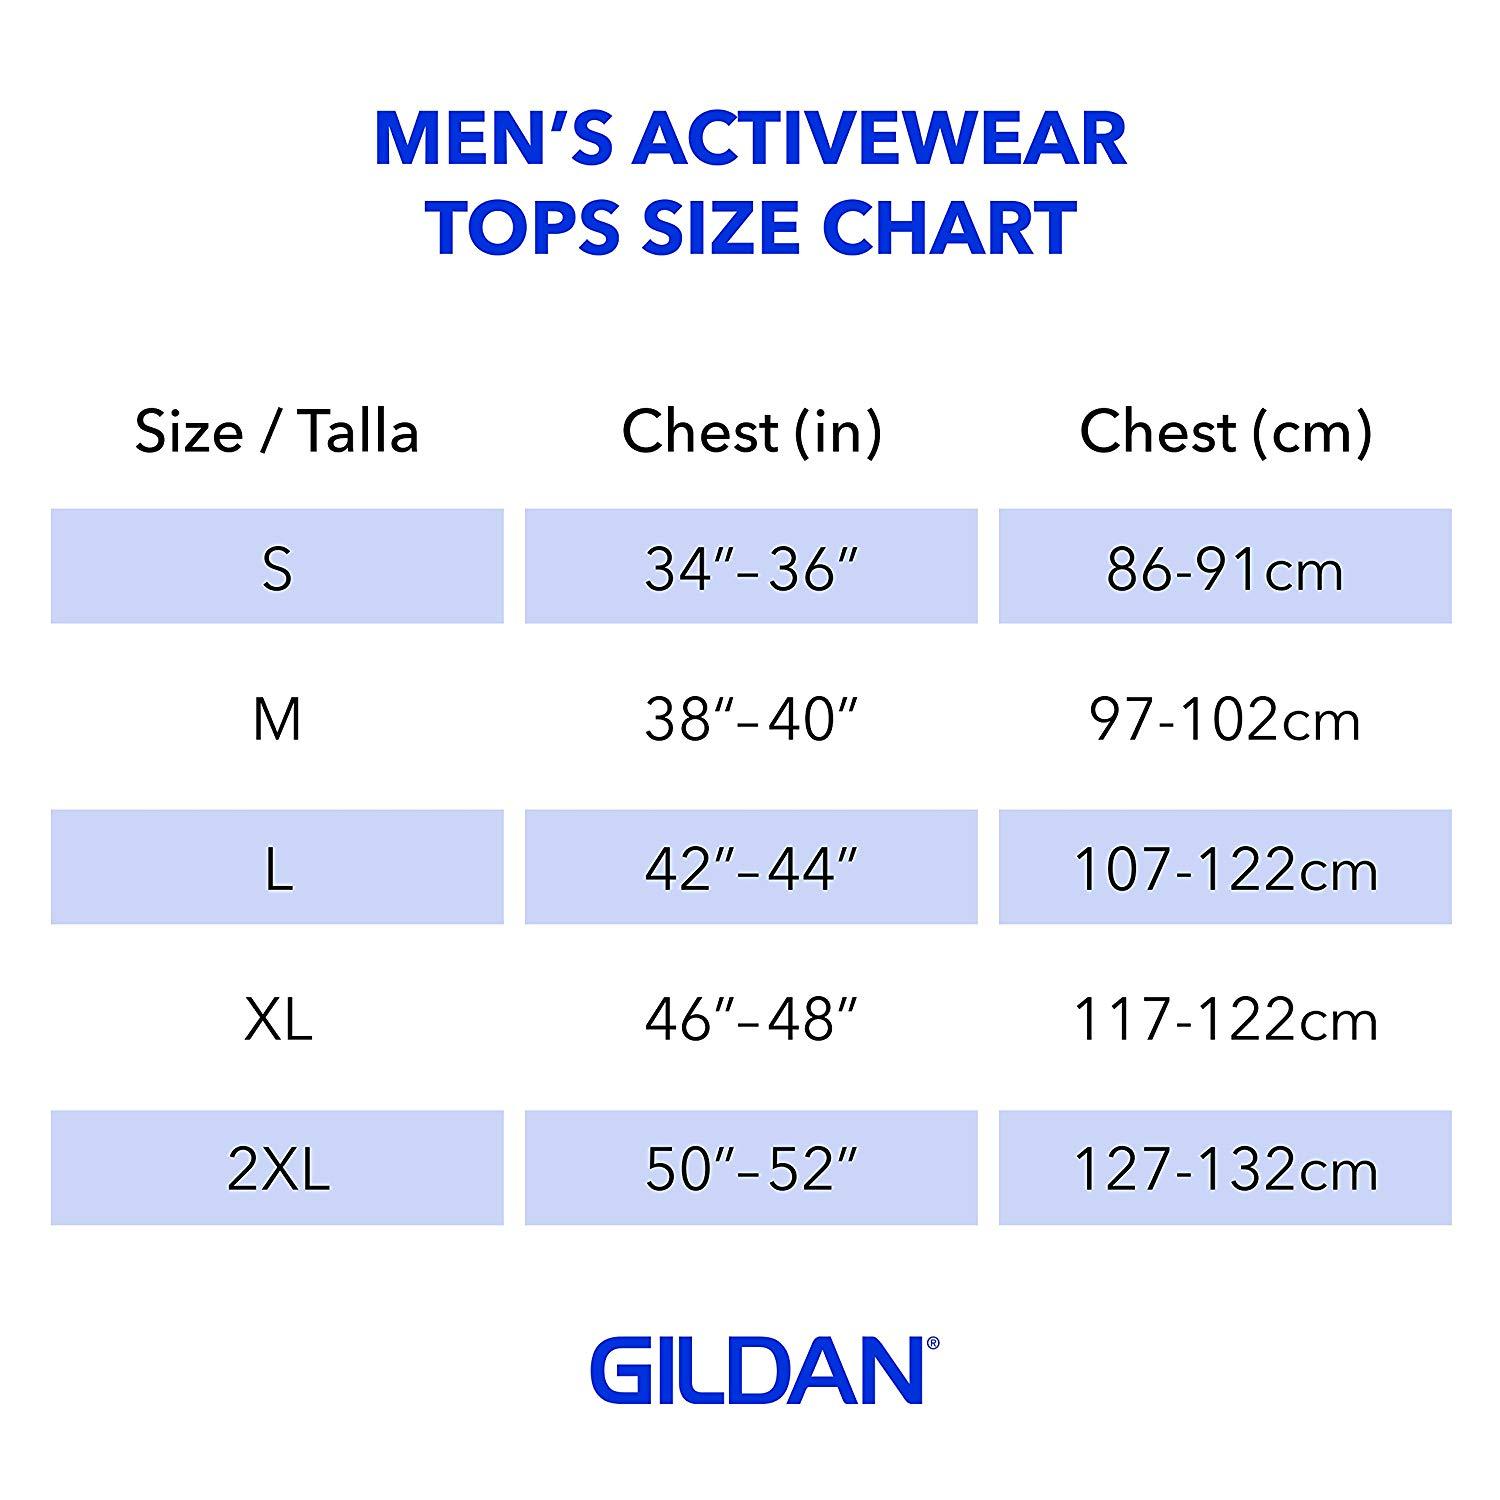 MEN’S ACTIVEWEAR
TOPS SIZE CHART
Size / Talla Chest (in) Chest (cm)
S 34”–36” 86-91cm
M 38“–40” 97-102cm
L 42”–44” 107-122cm
XL 46”–48” 117-122cm
2XL 50”–52” 127-132cm
GILDAN®